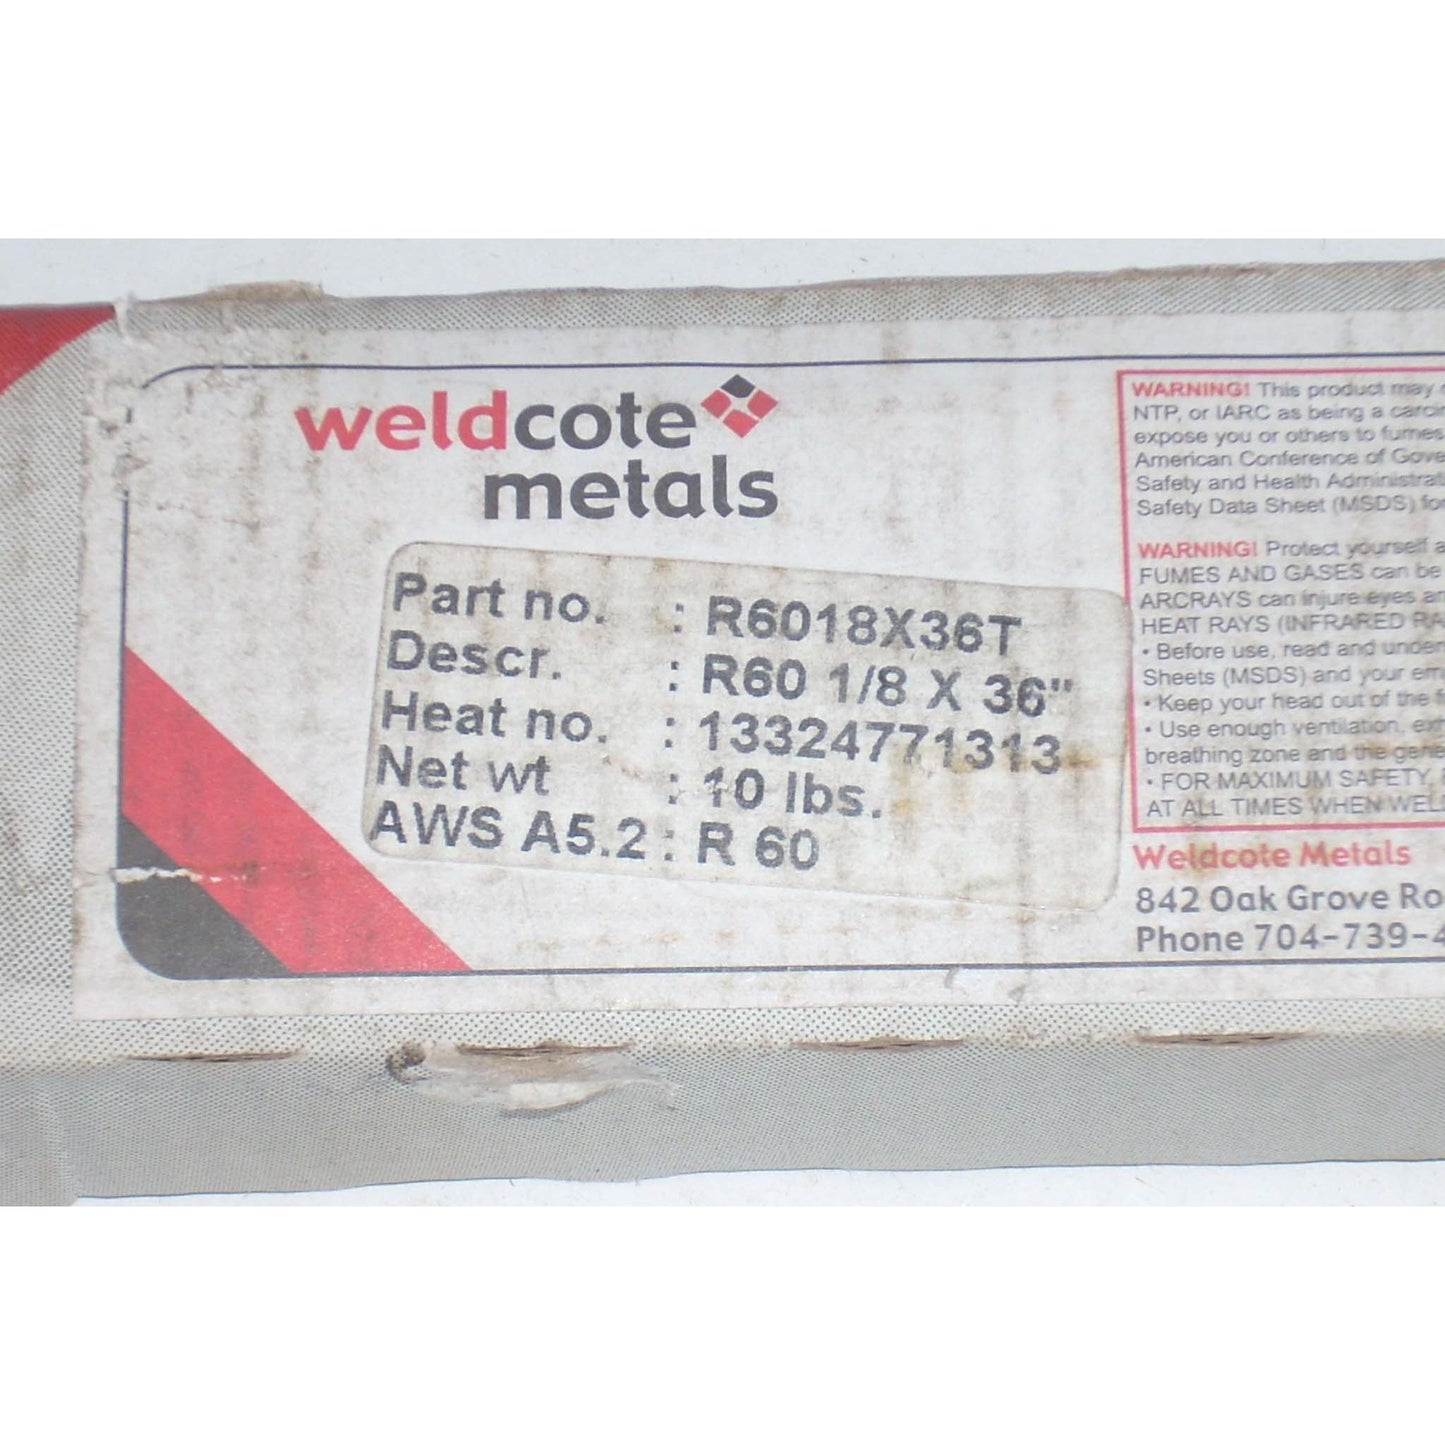 weldcote
metals
Part no. : R6018X36T
Descr. : R60 1/8 X 36"
Heat no. : 13324771313
Net wt : 10 lbs.
AWS A5.2 : R 60
WARNING! This product may
NTP, or IARC as being a
expose you or others to fumes
American Conference of
Safety and Health
Safety Data Sheet (MSDS)
WARNING! Protect yourself
FUMES AND GASES can be
ARCRAYS can injure eyes
HEAT RAYS (INFRARED
• Before use, read and
Sheets (MSDS) and your
• Keep your head out of the
• Use enough ventilation,
breathing zone and the
• FOR MAXIMUM SAFETY,
AT ALL TIMES WHEN
Weldcote Metals
842 Oak Grove
Phone 704-739-